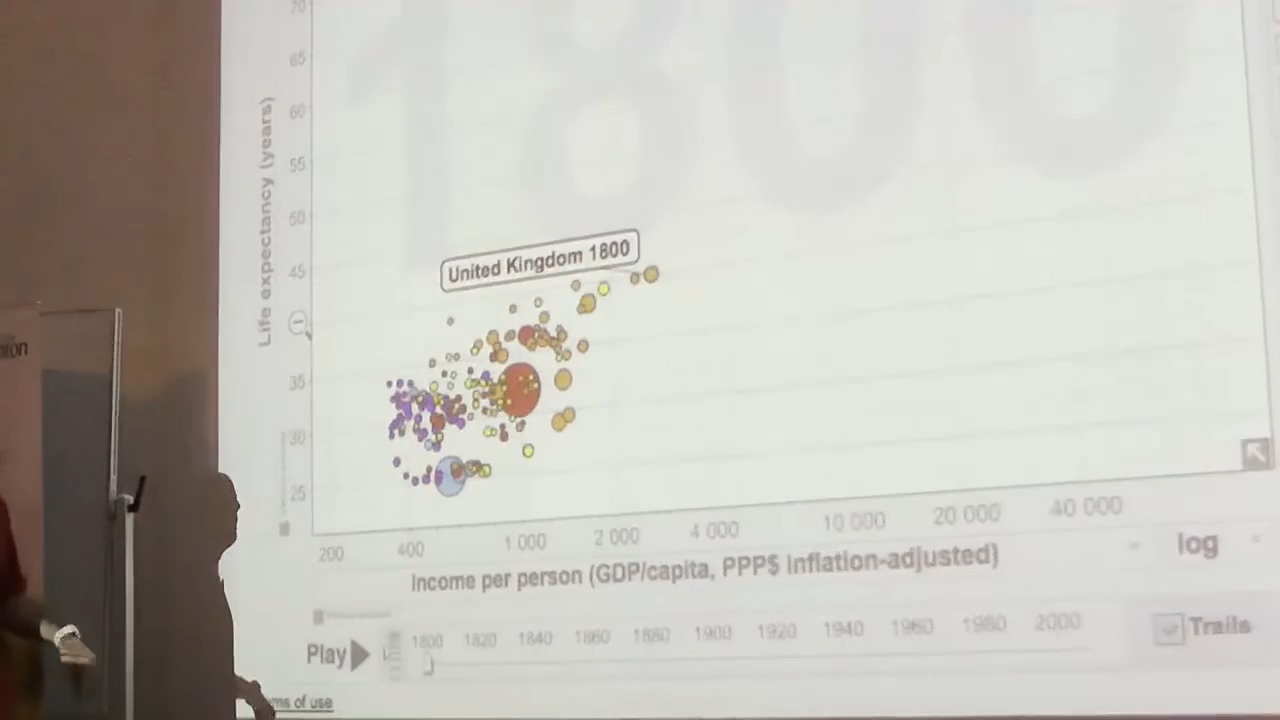 1800
70
65
60
55
50
45
35
30
25
Life expectancy (years)
United Kingdom 1800
200 400 1 000 2 000 4 000 10 000 20 000 40 000
Income per person (GDP/capita, PPP$ Inflation-adjusted)
log
1800 1820 1840 1860 1880 1900 1920 1940 1960 1980 2000
Play
Trails
of use